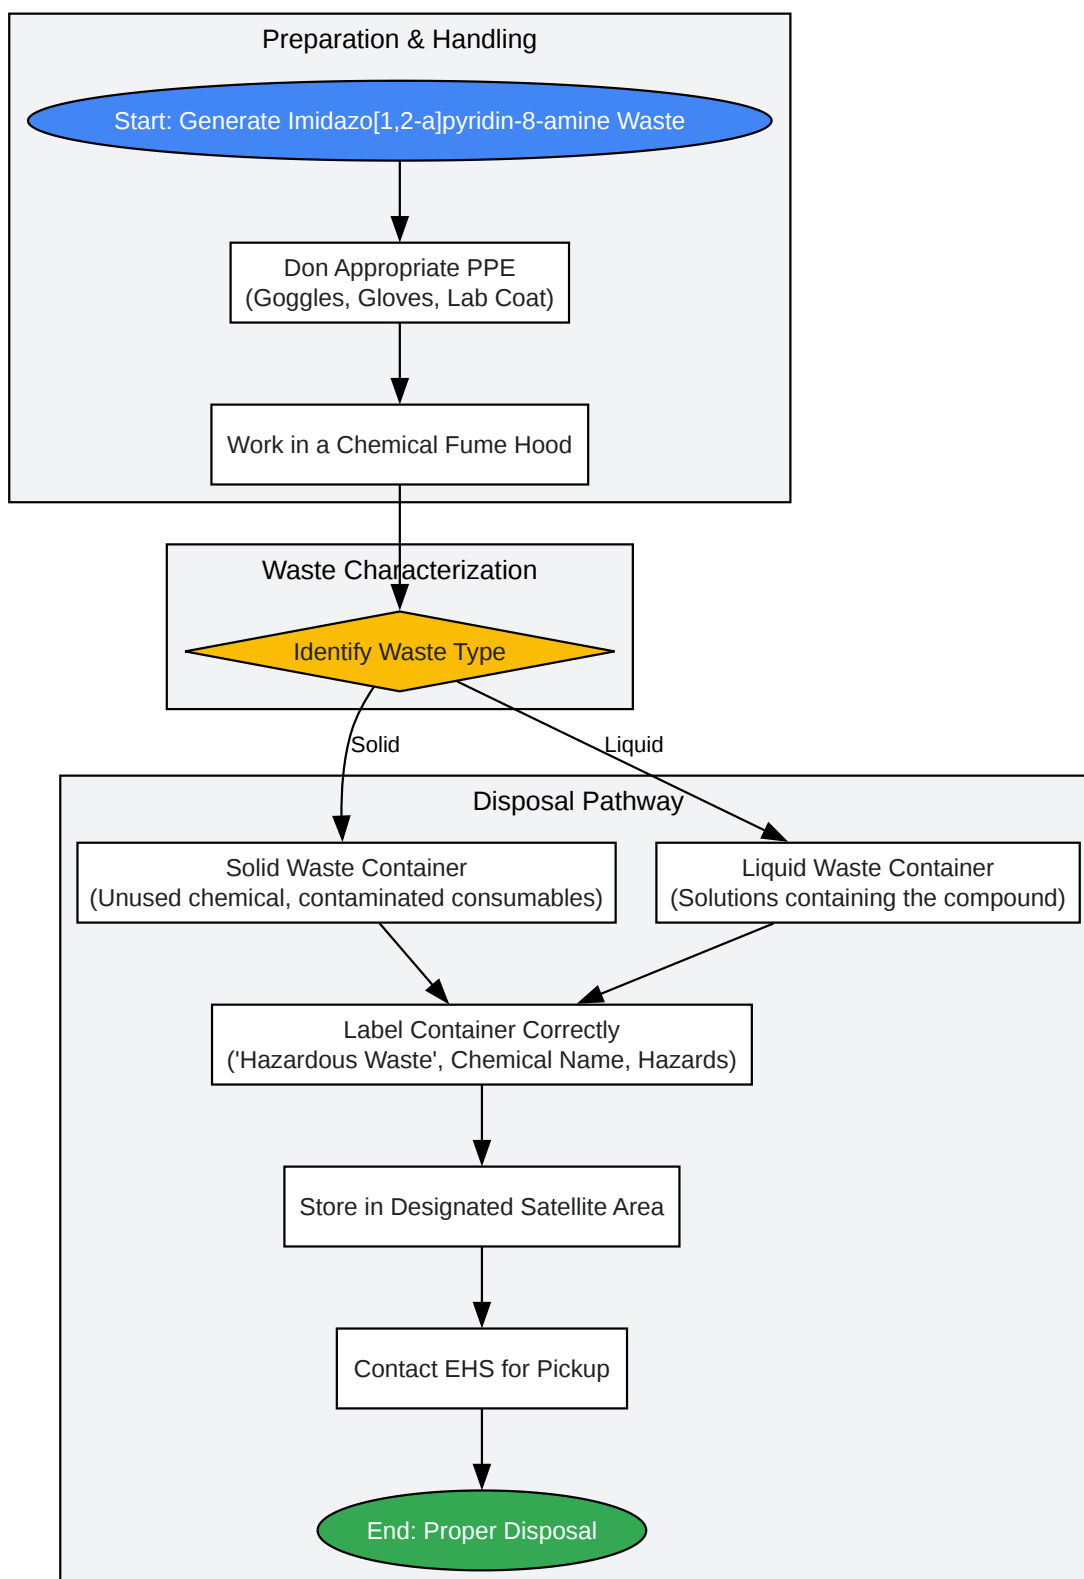 Preparation & Handling
Start: Generate Imidazo[1,2-a]pyridin-8-amine Waste
Don Appropriate PPE
(Goggles, Gloves, Lab Coat)
Work in a Chemical Fume Hood
Waste Characterization
Identify Waste Type
Solid
Liquid
Disposal Pathway
Solid Waste Container
(Unused chemical, contaminated consumables)
Liquid Waste Container
(Solutions containing the compound)
Label Container Correctly
('Hazardous Waste', Chemical Name, Hazards)
Store in Designated Satellite Area
Contact EHS for Pickup
End: Proper Disposal